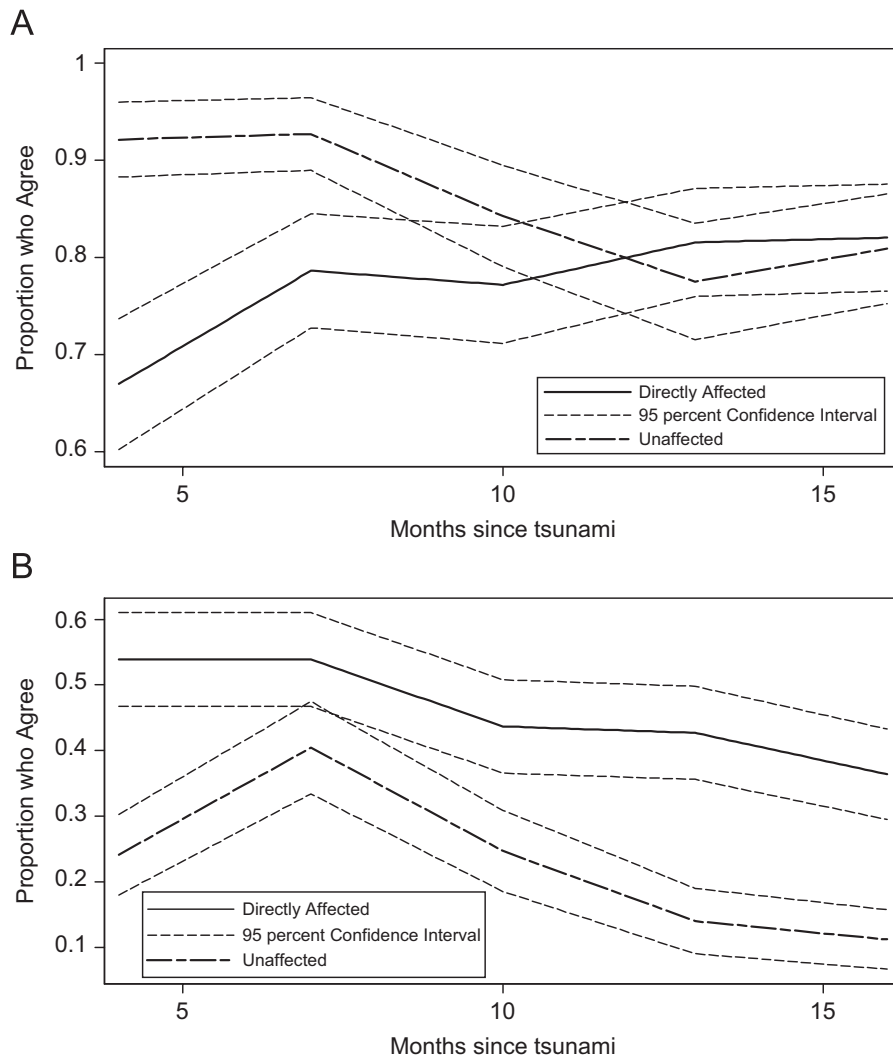 A
Proportion who Agree
1
0.9
0.8
0.7
0.6
Directly Affected
95 percent Confidence Interval
Unaffected
5
10
15
Months since tsunami
B
Proportion who Agree
0.6
0.5
0.4
0.3
0.2
0.1
Directly Affected
95 percent Confidence Interval
Unaffected
5
10
15
Months since tsunami